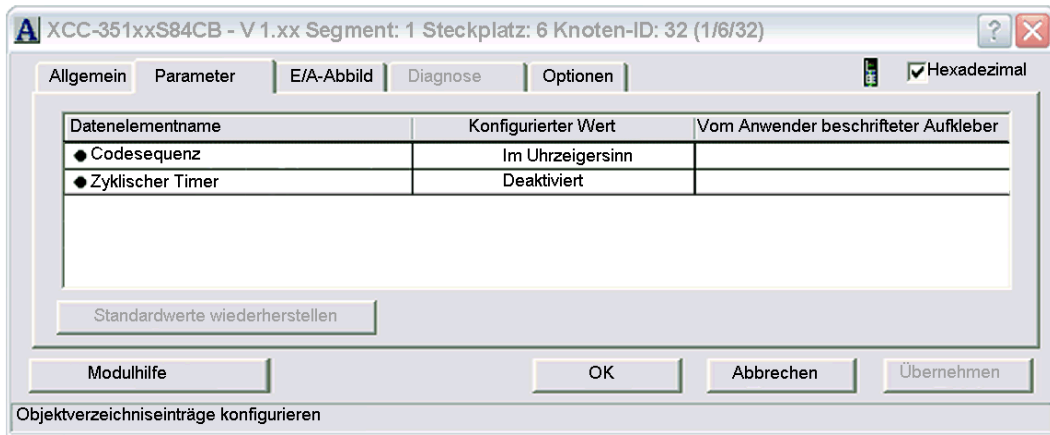 XCC-351xxS84CB - V 1.xx Segment: 1 Steckplatz: 6 Knoten-ID: 32 (1/6/32)
Allgemein Parameter E/A-Abbild Diagnose Optionen Hexadezimal
Datenelementname Konfigurierter Wert Vom Anwender beschrifteter Aufkleber
Codesequenz Im Uhrzeigersinn
Zyklischer Timer Deaktiviert
Standardwerte wiederherstellen
Modulhilfe OK Abbrechen Übernehmen
Objektverzeichniseinträge konfigurieren